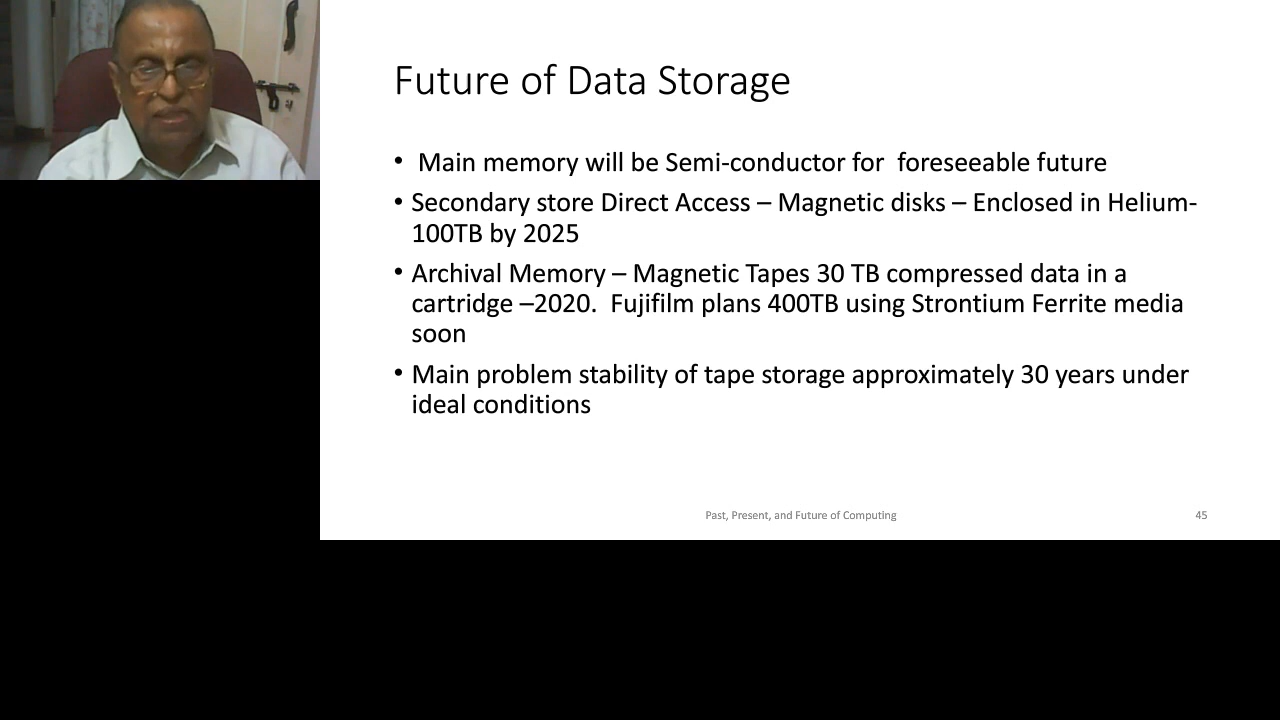 Future of Data Storage
• Main memory will be Semi-conductor for  foreseeable future
• Secondary store Direct Access – Magnetic disks – Enclosed in Helium-
100TB by 2025
• Archival Memory – Magnetic Tapes 30 TB compressed data in a
cartridge –2020.  Fujifilm plans 400TB using Strontium Ferrite media
soon
• Main problem stability of tape storage approximately 30 years under
ideal conditions
Past, Present, and Future of Computing
45